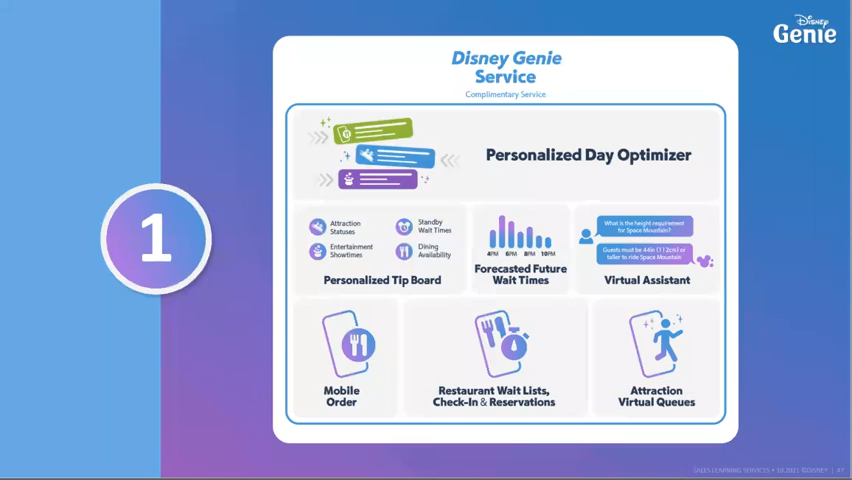 Disney
Genie
Disney Genie
Service
Complimentary Service
1
Personalized Day Optimizer
Attraction
Statuses
Standby
Wait Times
Entertainment
Showtimes
Dining
Availability
Personalized Tip Board
4PM 6PM 8PM 10PM
Forecasted Future
Wait Times
What is the height requirement
for Space Mountain?
Guests must be 44in (112cm) or
taller to ride Space Mountain
Virtual Assistant
Mobile
Order
Restaurant Wait Lists,
Check-In & Reservations
Attraction
Virtual Queues
SALES LEARNING SERVICES • 10.2021 ©DISNEY |